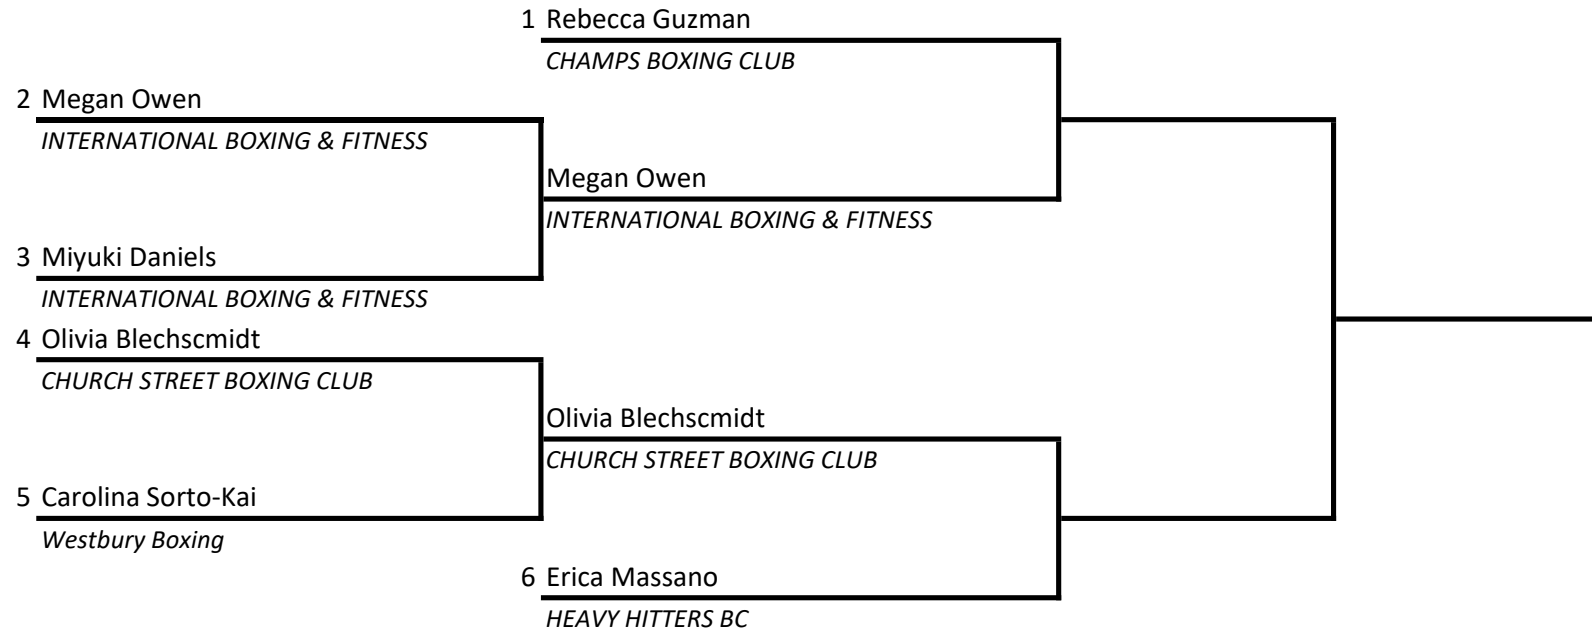 1 Rebecca Guzman
CHAMPS BOXING CLUB
2 Megan Owen
INTERNATIONAL BOXING & FITNESS
Megan Owen
INTERNATIONAL BOXING & FITNESS
3 Miyuki Daniels
INTERNATIONAL BOXING & FITNESS
4 Olivia Blechscmidt
CHURCH STREET BOXING CLUB
Olivia Blechscmidt
CHURCH STREET BOXING CLUB
5 Carolina Sorto-Kai
Westbury Boxing
6 Erica Massano
HEAVY HITTERS BC